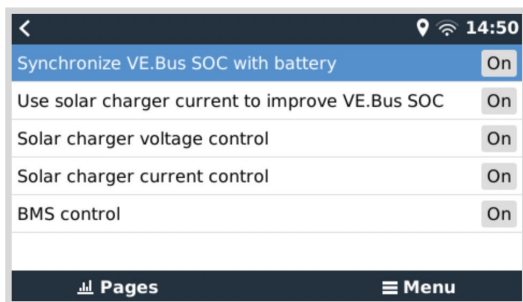 14:50
Synchronize VE.Bus SOC with battery On
Use solar charger current to improve VE.Bus SOC On
Solar charger voltage control On
Solar charger current control On
BMS control On
Pages Menu